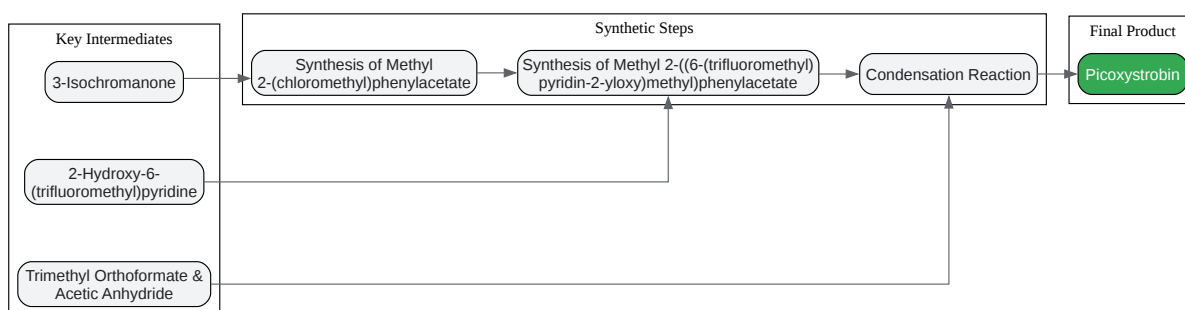 Key Intermediates
3-Isochromanone
2-Hydroxy-6-
(trifluoromethyl)pyridine
Trimethyl Orthoformate &
Acetic Anhydride
Synthetic Steps
Synthesis of Methyl
2-(chloromethyl)phenylacetate
Synthesis of Methyl 2-((6-(trifluoromethyl)
pyridin-2-yloxy)methyl)phenylacetate
Condensation Reaction
Final Product
Picoxystrobin